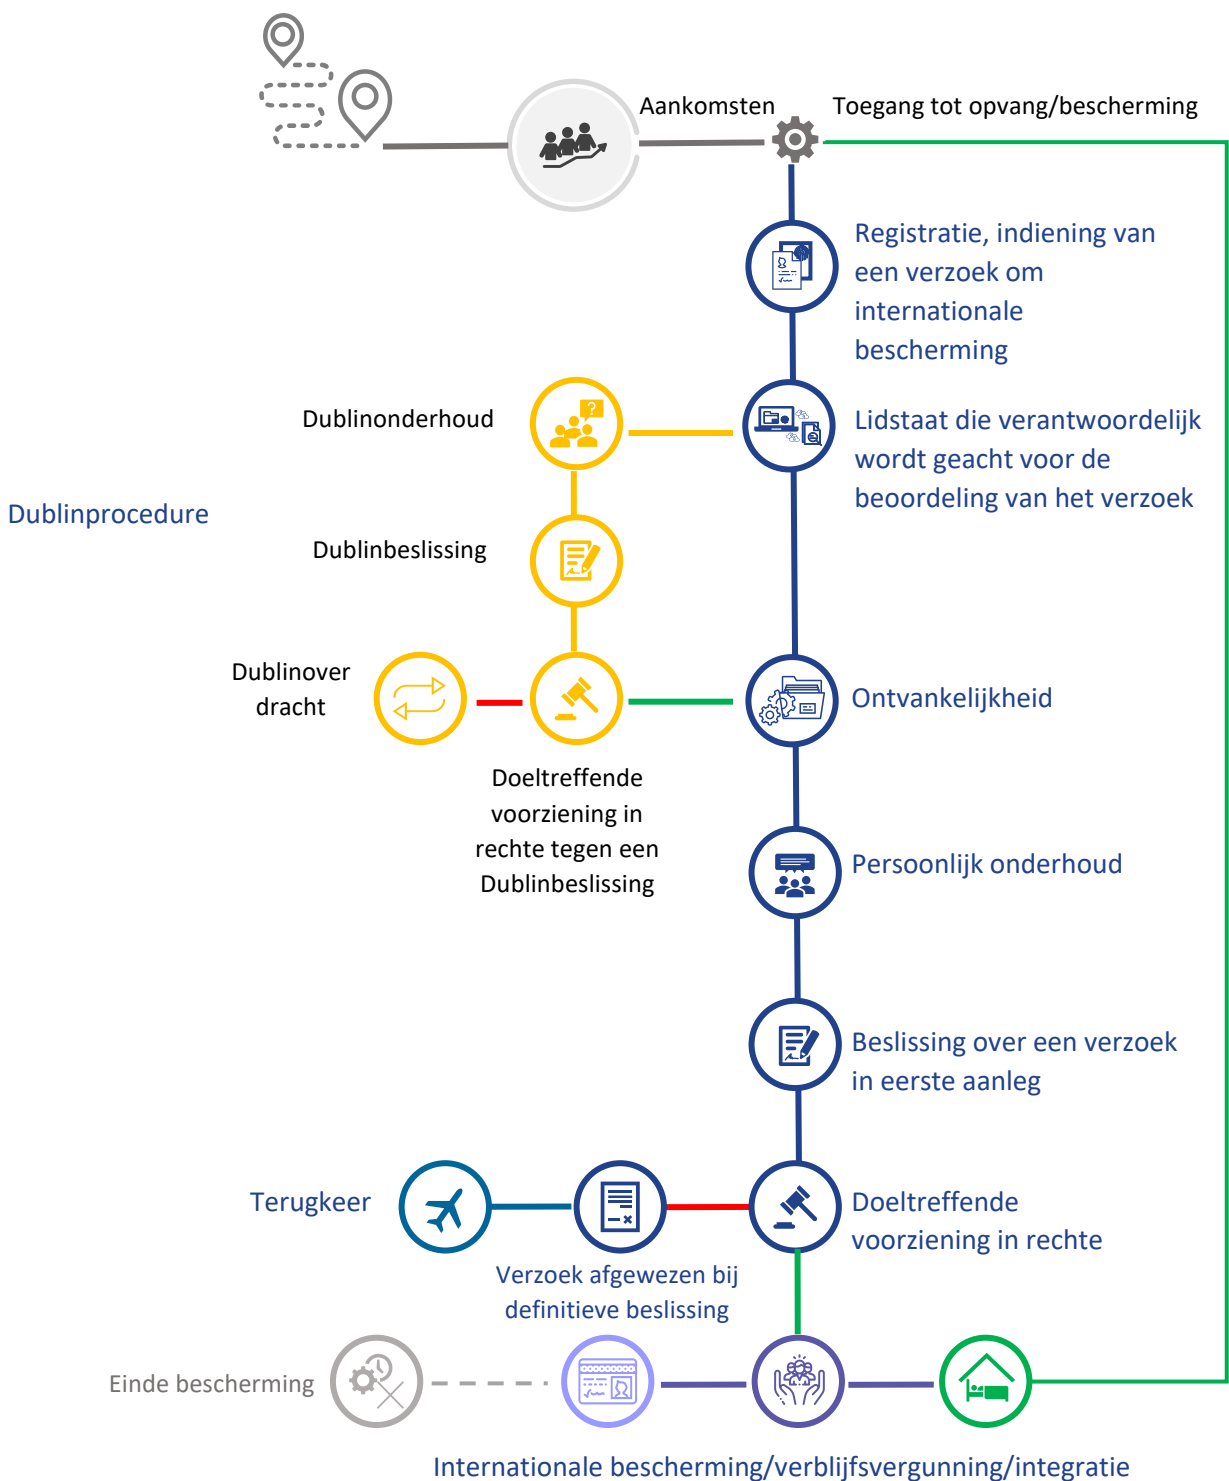 Aankomsten
Toegang tot opvang/bescherming
Registratie, indiening van
een verzoek om
internationale
bescherming
Dublinonderhoud
Lidstaat die verantwoordelijk
wordt geacht voor de
beoordeling van het verzoek
Dublinprocedure
Dublinbeslissing
Dublinover
dracht
Ontvankelijkheid
Doeltreffende
voorziening in
rechte tegen een
Dublinbeslissing
Persoonlijk onderhoud
Beslissing over een verzoek
in eerste aanleg
Terugkeer
Doeltreffende
voorziening in rechte
Verzoek afgewezen bij
definitieve beslissing
Einde bescherming
Internationale bescherming/verblijfsvergunning/integratie